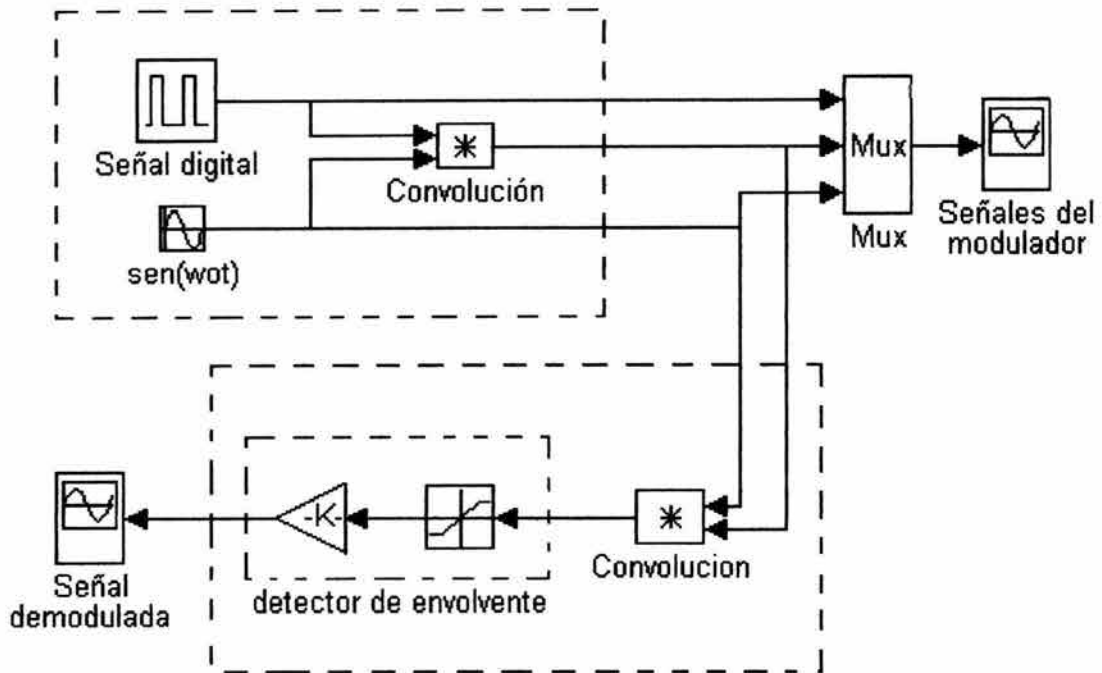 Señal digital
*
Convolución
sen(wot)
Mux
Mux
Señales del
modulador
Señal
demodulada
-K-
detector de envolvente
*
Convolucion